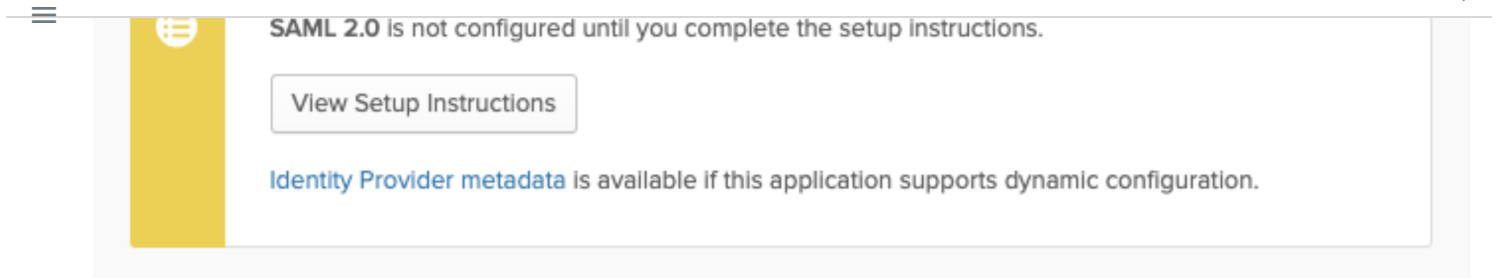 SAML 2.0 is not configured until you complete the setup instructions.
View Setup Instructions
Identity Provider metadata is available if this application supports dynamic configuration.